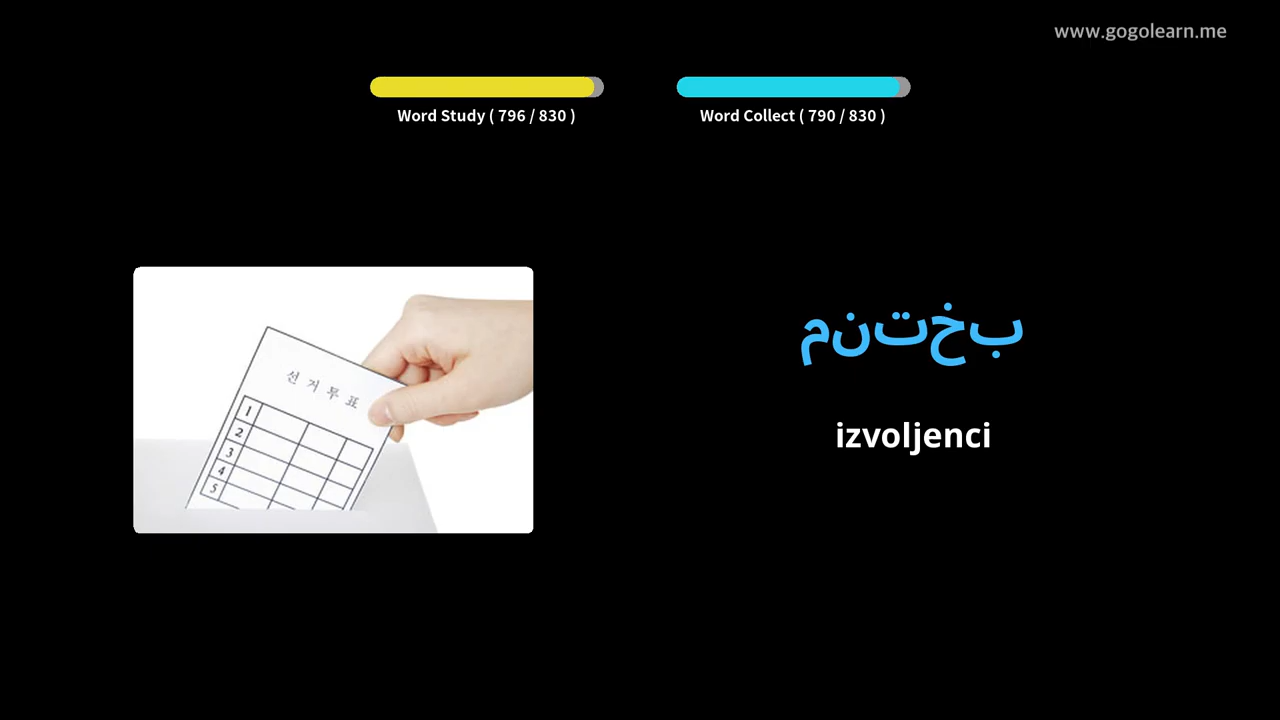 www.gogolearn.me
Word Study ( 796 / 830 )
Word Collect ( 790 / 830 )
선거투표
1
2
3
4
5
ب‌خ‌ت‌ن‌م
izvoljenci